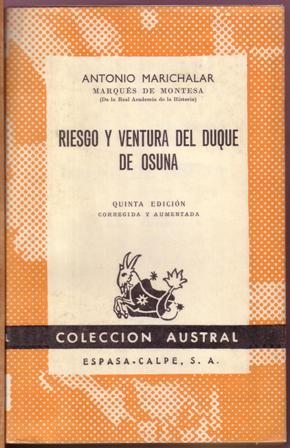 ANTONIO MARICHALAR
MARQUÉS DE MONTESA
(De la Real Academia de la Historia)
RIESGO Y VENTURA DEL DUQUE
DE OSUNA
QUINTA EDICIÓN
CORREGIDA Y AUMENTADA
L COLECCION AUSTRAL
ESPASA-CALPE, S. A.